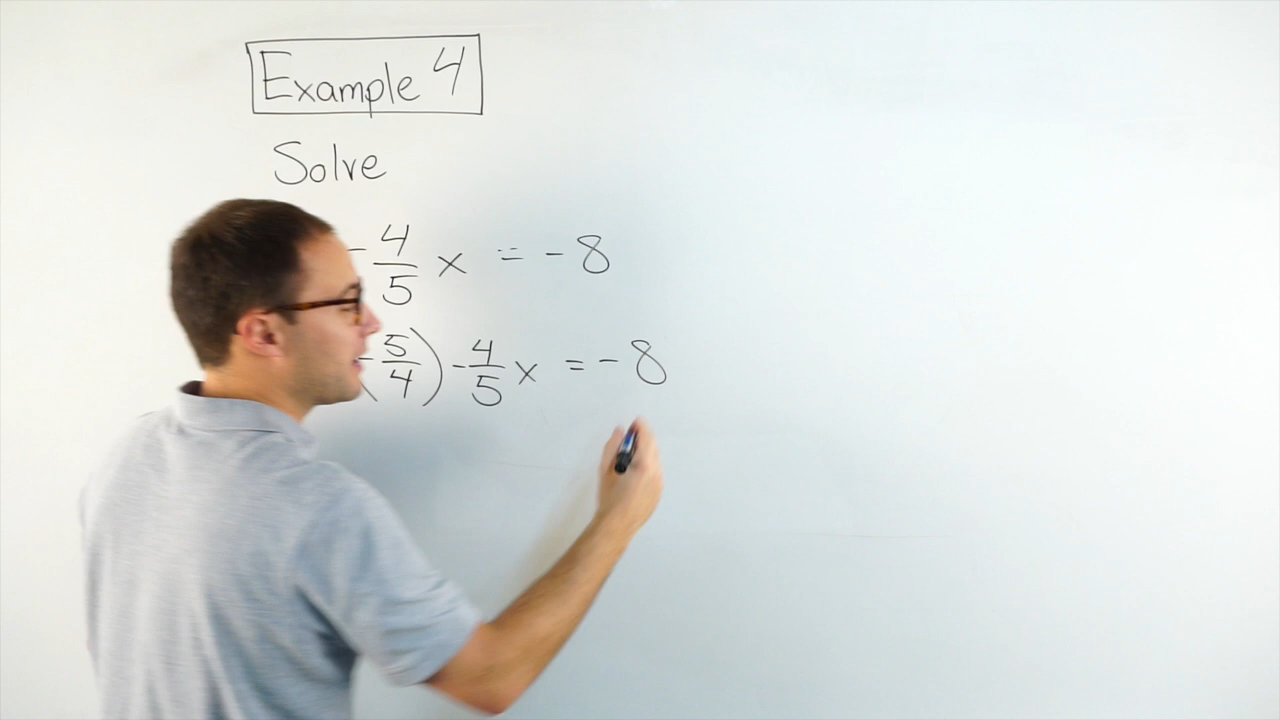 Example 4
Solve
-4/5 x = -8
(-5/4) -4/5 x = -8